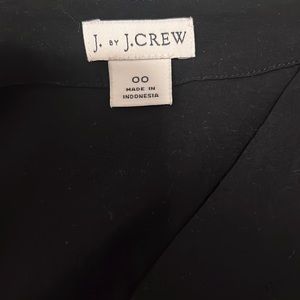 J. BY J.CREW
00
MADE IN
INDONESIA